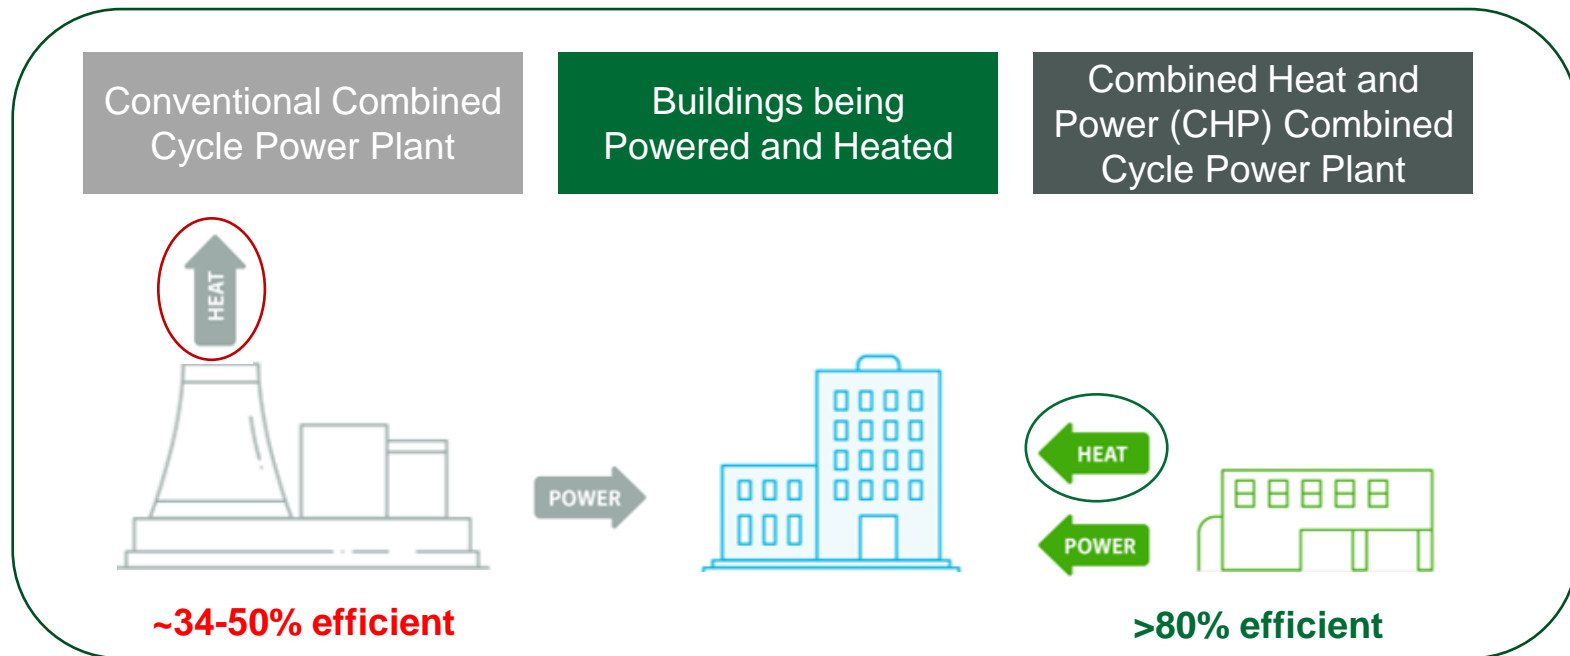 Conventional Combined
Cycle Power Plant
Buildings being
Powered and Heated
Combined Heat and
Power (CHP) Combined
Cycle Power Plant
HEAT
POWER
HEAT
POWER
~34-50% efficient
>80% efficient